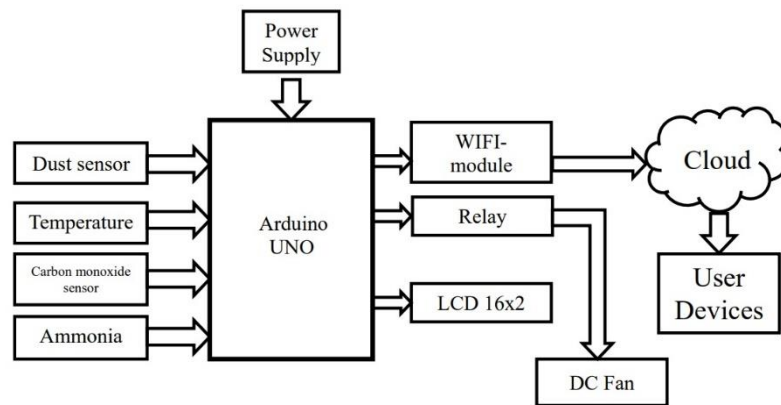 Power
Supply
Dust sensor
Temperature
Carbon monoxide
sensor
Ammonia
Arduino
UNO
WIFI-
module
Relay
LCD 16x2
DC Fan
Cloud
User
Devices